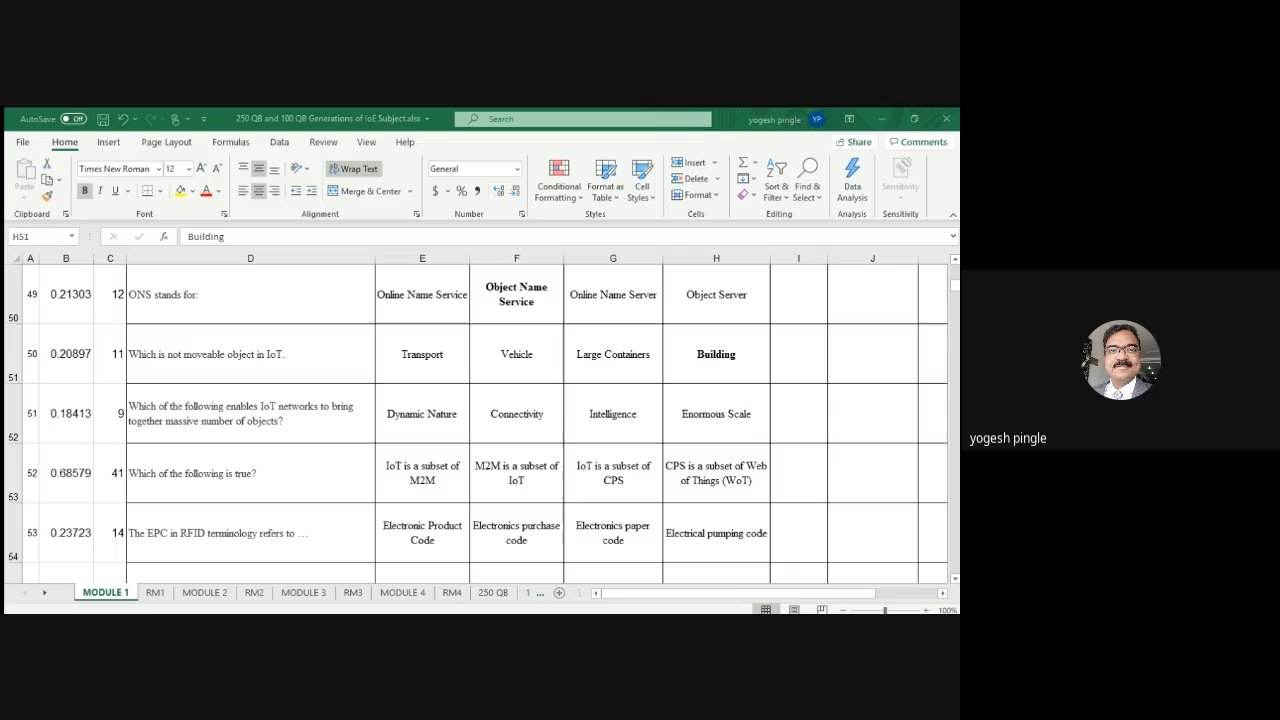 AutoSave Off 250 QB and 100 QB Generations of IoE Subject.xlsx Search yogesh pingle YP
File Home Insert Page Layout Formulas Data Review View Help Share Comments
Paste Times New Roman 12 Wrap Text General Conditional Formatting Format as Table Cell Styles Insert Delete Format Sort & Filter Find & Select Data Analysis Sensitivity
B I U Merge & Center $ % ,
Clipboard Font Alignment Number Styles Cells Editing Analysis Sensitivity
H51 fx Building
A B C D E F G H I J
50 49 0.21303 12 ONS stands for: Online Name Service Object Name Service Online Name Server Object Server
51 50 0.20897 11 Which is not moveable object in IoT. Transport Vehicle Large Containers Building
52 51 0.18413 9 Which of the following enables IoT networks to bring together massive number of objects? Dynamic Nature Connectivity Intelligence Enormous Scale
53 52 0.68579 41 Which of the following is true? IoT is a subset of M2M M2M is a subset of IoT IoT is a subset of CPS CPS is a subset of Web of Things (WoT)
54 53 0.23723 14 The EPC in RFID terminology refers to … Electronic Product Code Electronics purchase code Electronics paper code Electrical pumping code
MODULE 1 RM1 MODULE 2 RM2 MODULE 3 RM3 MODULE 4 RM4 250 QB 1 ...
100%
yogesh pingle